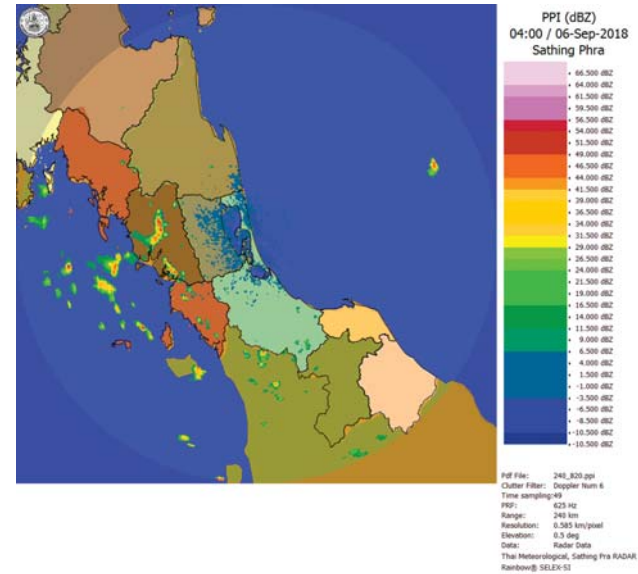 PPI (dBZ)
04:00 / 06-Sep-2018
Sathing Phra
66.500 dBZ
64.000 dBZ
61.500 dBZ
59.500 dBZ
56.500 dBZ
54.000 dBZ
51.500 dBZ
49.000 dBZ
46.500 dBZ
44.000 dBZ
41.500 dBZ
39.000 dBZ
36.500 dBZ
34.000 dBZ
31.500 dBZ
29.000 dBZ
26.500 dBZ
24.000 dBZ
21.500 dBZ
19.000 dBZ
16.500 dBZ
14.000 dBZ
11.500 dBZ
9.000 dBZ
6.500 dBZ
4.000 dBZ
1.500 dBZ
-1.000 dBZ
-3.500 dBZ
-6.500 dBZ
-8.500 dBZ
-10.500 dBZ
-10.500 dBZ
Pdf File: 240_820.ppi
Clutter Filter: Doppler Num 6
Time sampling:49
PRF: 625 Hz
Range: 240 km
Resolution: 0.585 km/pixel
Elevation: 0.5 deg
Data: Radar Data
Thai Meteorological, Sathing Pra RADAR
Rainbow® SELEX-SI